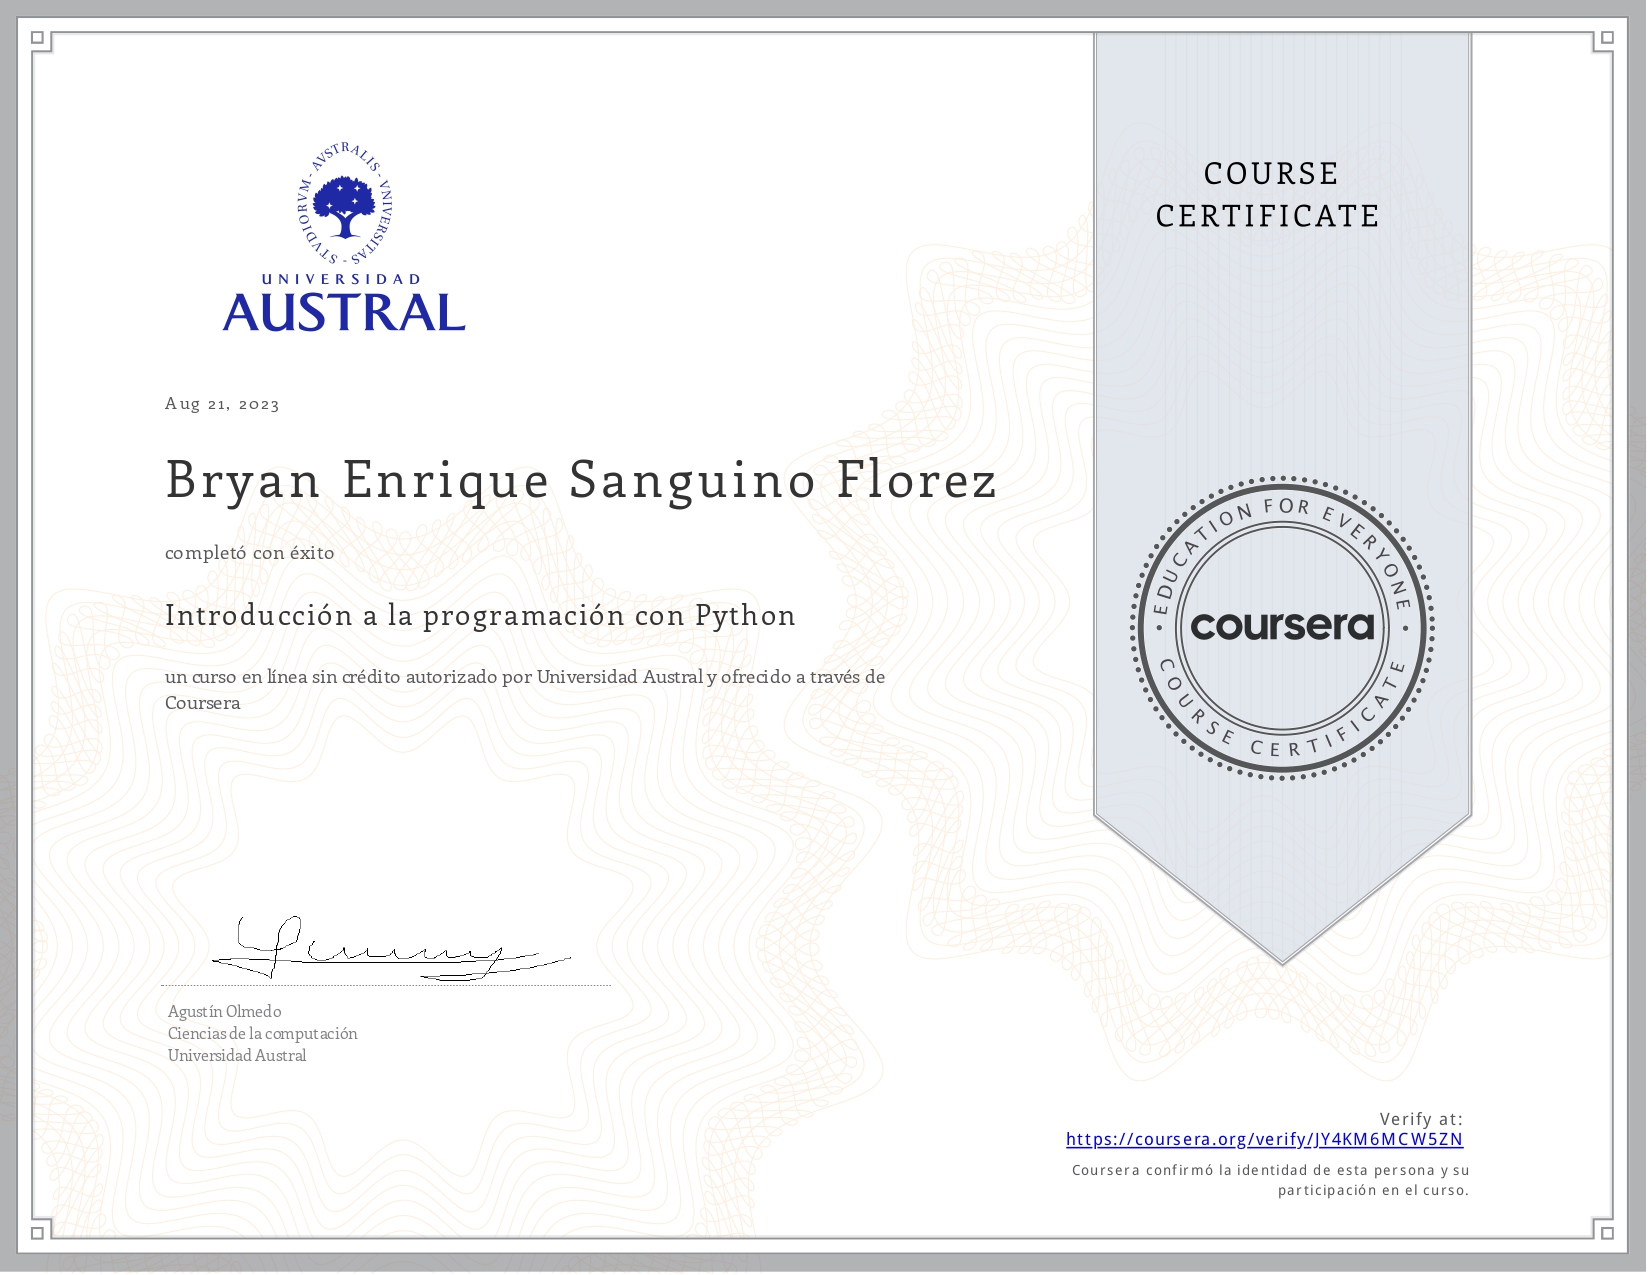 STVDIORVM - AVSTRALIS - VNIVERSITAS -
UNIVERSIDAD
AUSTRAL
COURSE
CERTIFICATE
Aug 21, 2023
Bryan Enrique Sanguino Florez
completó con éxito
Introducción a la programación con Python
un curso en línea sin crédito autorizado por Universidad Austral y ofrecido a través de
Coursera
EDUCATION FOR EVERYONE
coursera
COURSE CERTIFICATE
Agustín Olmedo
Ciencias de la computación
Universidad Austral
Verify at:
https://coursera.org/verify/JY4KM6MCW5ZN
Coursera confirmó la identidad de esta persona y su
participación en el curso.